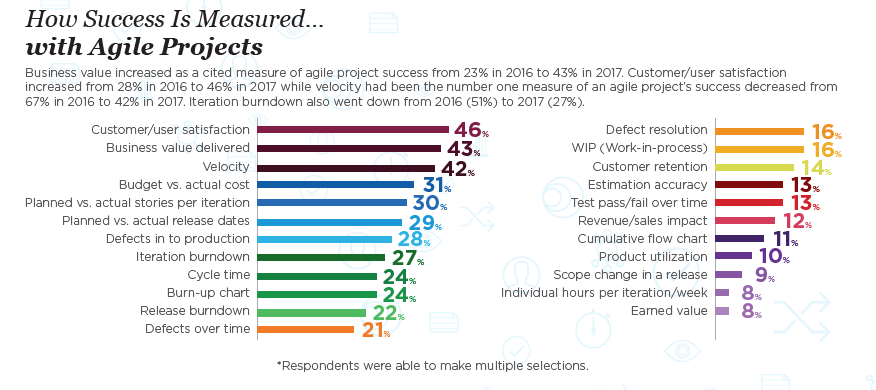 How Success Is Measured...
with Agile Projects
Business value increased as a cited measure of agile project success from 23% in 2016 to 43% in 2017. Customer/user satisfaction
increased from 28% in 2016 to 46% in 2017 while velocity had been the number one measure of an agile project's success decreased from
67% in 2016 to 42% in 2017. Iteration burndown also went down from 2016 (51%) to 2017 (27%).
Customer/user satisfaction 46%
Business value delivered 43%
Velocity 42%
Budget vs. actual cost 31%
Planned vs. actual stories per iteration 30%
Planned vs. actual release dates 29%
Defects in to production 28%
Iteration burndown 27%
Cycle time 24%
Burn-up chart 24%
Release burndown 22%
Defects over time 21%
Defect resolution 16%
WIP (Work-in-process) 16%
Customer retention 14%
Estimation accuracy 13%
Test pass/fail over time 13%
Revenue/sales impact 12%
Cumulative flow chart 11%
Product utilization 10%
Scope change in a release 9%
Individual hours per iteration/week 8%
Earned value 8%
*Respondents were able to make multiple selections.